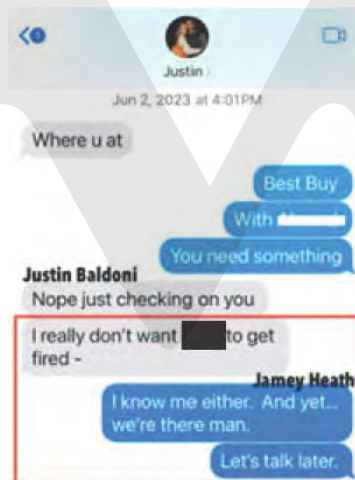 Justin
Jun 2, 2023 at 4:01PM
Where u at
Best Buy
With
You need something
Justin Baldoni
Nope just checking on you
I really don't want to get
fired -
Jamey Heath
I know me either. And yet...
we're there man.
Let's talk later.